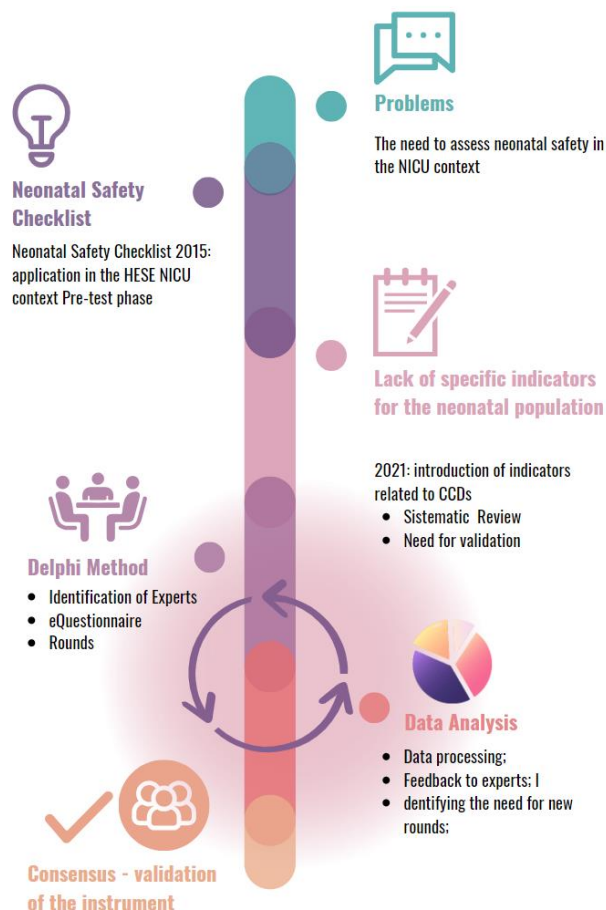 Problems
The need to assess neonatal safety in
the NICU context
Neonatal Safety
Checklist
Neonatal Safety Checklist 2015:
application in the HESE NICU
context Pre-test phase
Lack of specific indicators
for the neonatal population
2021: introduction of indicators
related to CCDs
• Sistematic Review
• Need for validation
Delphi Method
• Identification of Experts
• eQuestionnaire
• Rounds
Data Analysis
• Data processing;
• Feedback to experts; I
• dentifying the need for new
rounds;
Consensus - validation
of the instrument